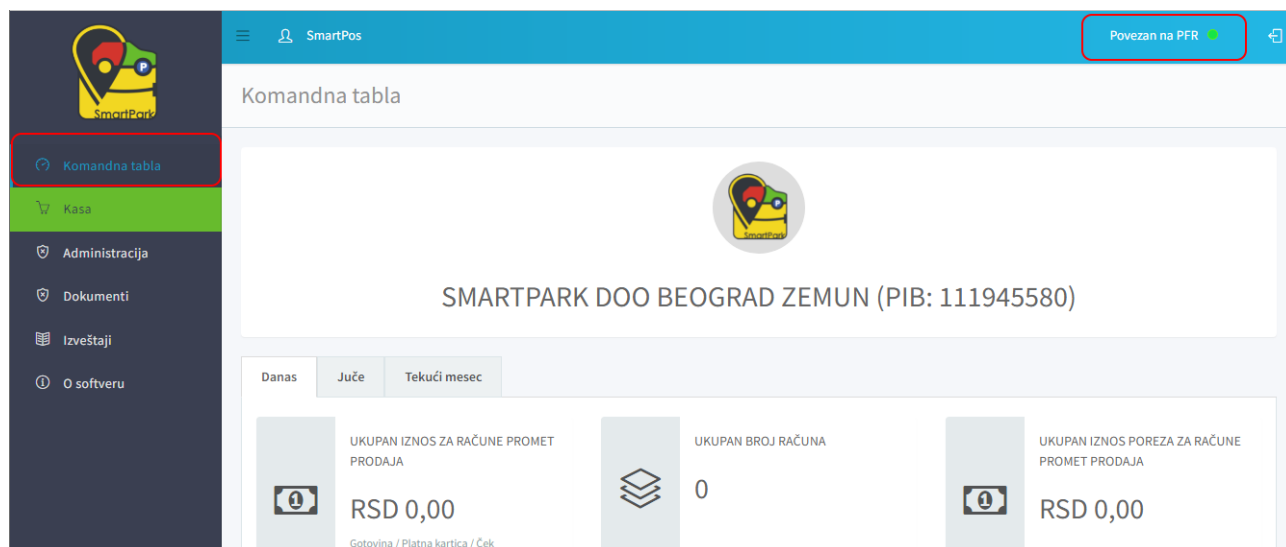 SmartPos
Povezan na PFR
SmartPark
P
Komandna tabla
Komandna tabla
Kasa
Administracija
Dokumenti
Izveštaji
O softveru
P
SmartPark
SMARTPARK DOO BEOGRAD ZEMUN (PIB: 111945580)
Danas
Juče
Tekući mesec
UKUPAN IZNOS ZA RAČUNE PROMET
PRODAJA
RSD 0,00
Gotovina / Platna kartica / Ček
UKUPAN BROJ RAČUNA
0
UKUPAN IZNOS POREZA ZA RAČUNE
PROMET PRODAJA
RSD 0,00